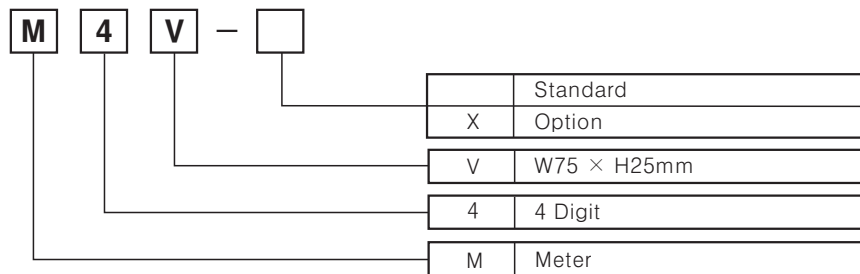 M 4 V –
Standard
X Option
V W75 × H25mm
4 4 Digit
M Meter